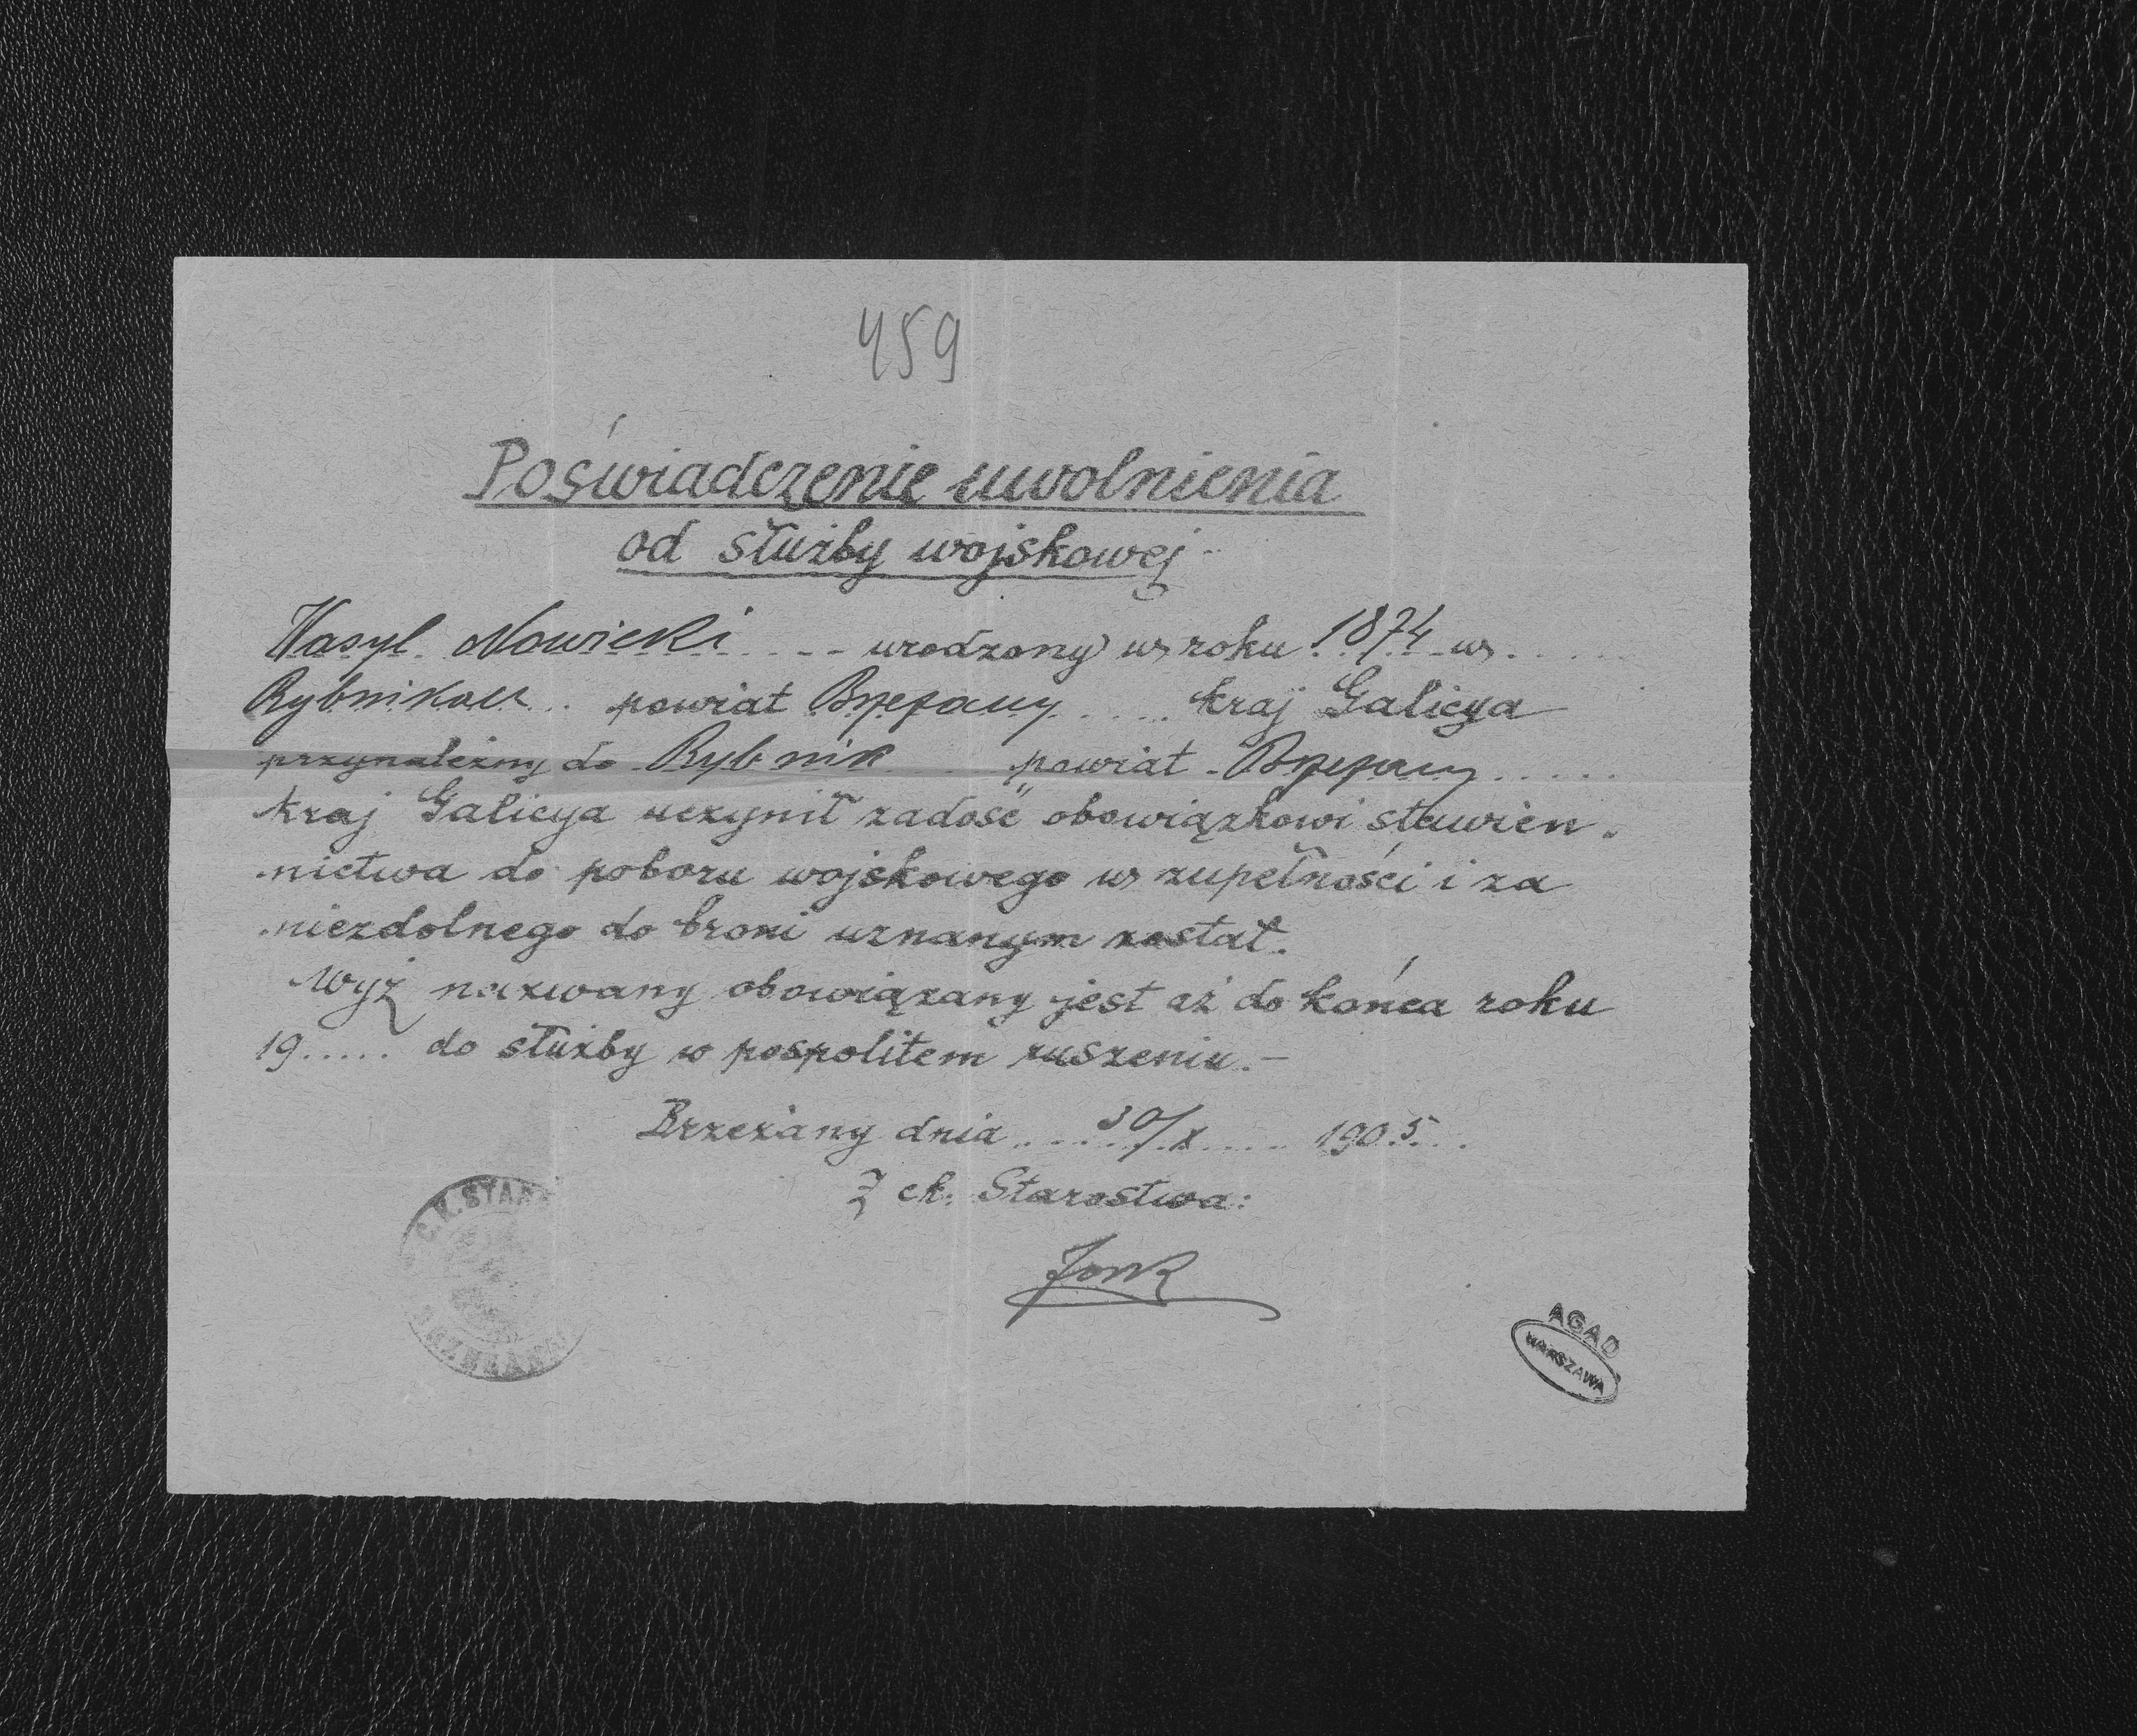 459
Poświadczenie uwolnienia
od służby wojskowej
Wasyl Nowicki urodzony w roku 1874 w
Rybnikach powiat Brzeżany kraj Galicya
przynależny do Rybnik powiat Brzeżany
kraj Galicya uczynił zadość obowiązkowi stawien-
nictwa do poboru wojskowego w zupełności i za
niezdolnego do broni uznanym został.
Wyż nazwany obowiązany jest aż do końca roku
19..... do służby w pospolitem ruszeniu.-
Brzeżany dnia 30/X 1905
Z ck. Starostwa:
C.K. STAR
AGAD
WARSZAWA